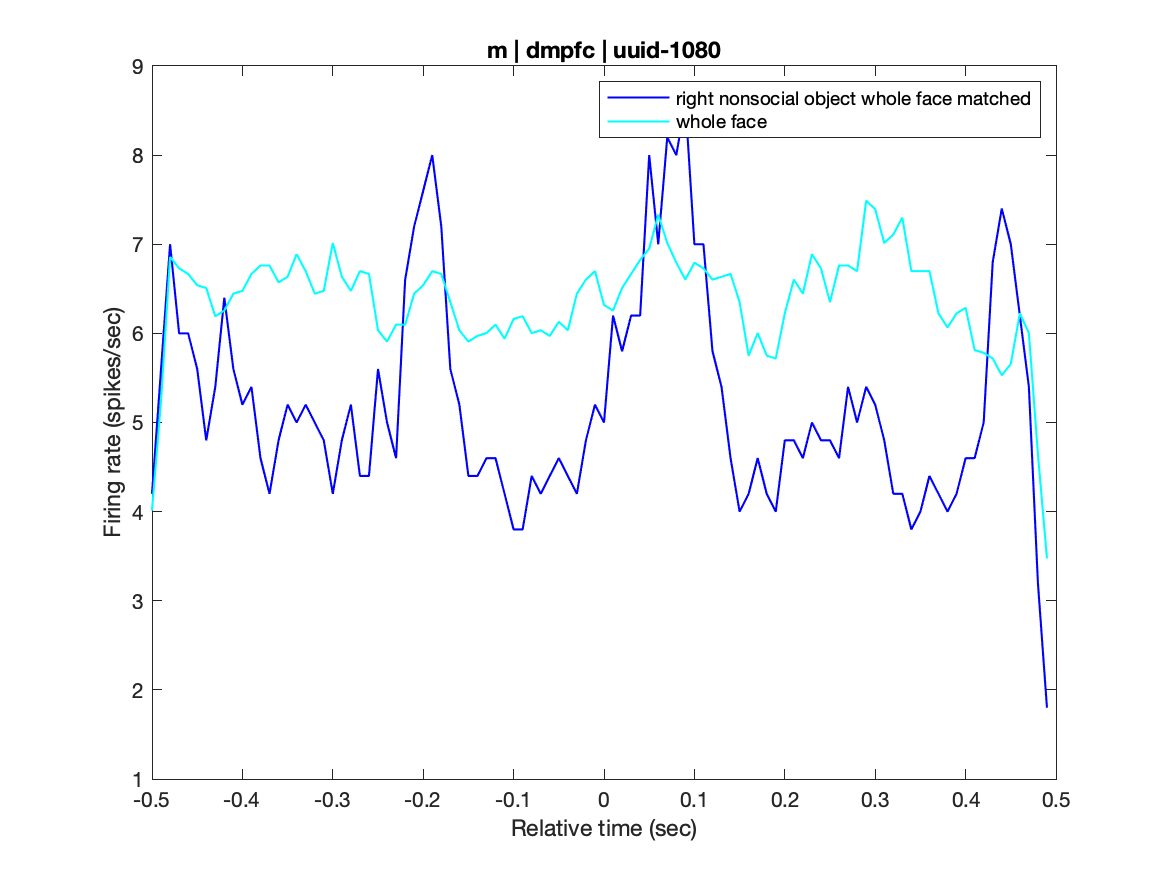 m | dmpfc | uuid-1080
right nonsocial object whole face matched
whole face
Firing rate (spikes/sec)
9
8
7
6
5
4
3
2
1
-0.5 -0.4 -0.3 -0.2 -0.1 0 0.1 0.2 0.3 0.4 0.5
Relative time (sec)